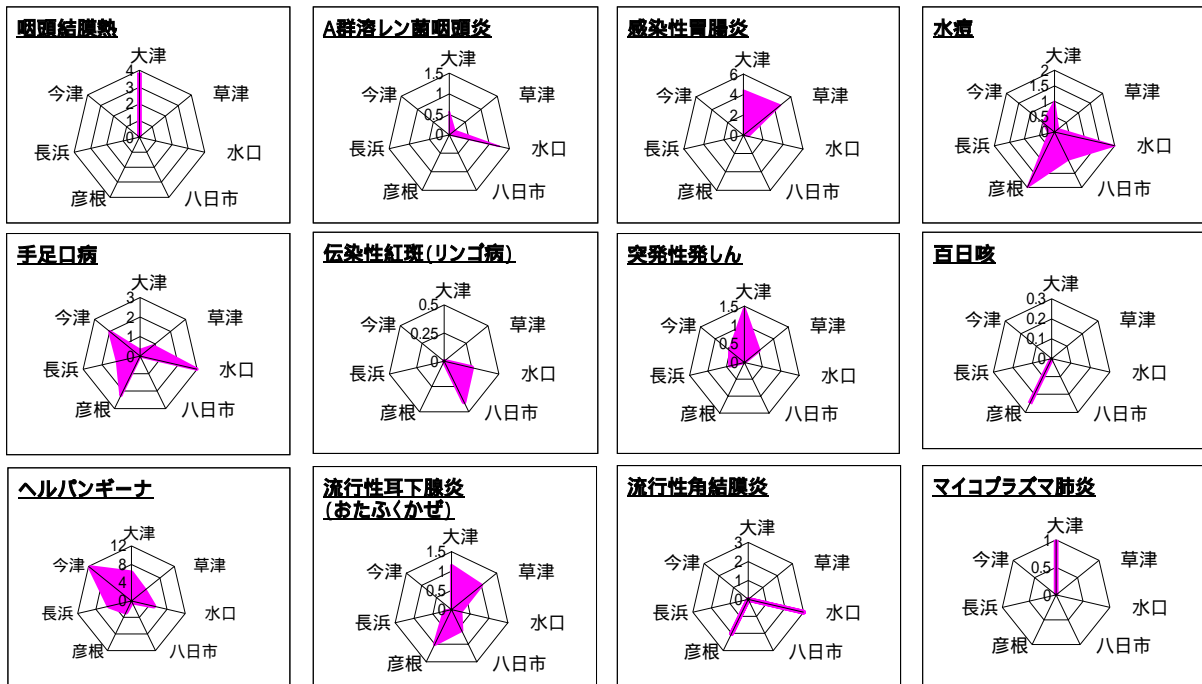 咽頭結膜熱
大津
草津
水口
八日市
彦根
長浜
今津
4
3
2
1
0
A群溶レン菌咽頭炎
大津
草津
水口
八日市
彦根
長浜
今津
1.5
1
0.5
0
感染性胃腸炎
大津
草津
水口
八日市
彦根
長浜
今津
6
4
2
0
水痘
大津
草津
水口
八日市
彦根
長浜
今津
2
1.5
1
0.5
0
手足口病
大津
草津
水口
八日市
彦根
長浜
今津
3
2
1
0
伝染性紅斑(リンゴ病)
大津
草津
水口
八日市
彦根
長浜
今津
0.5
0.25
0
突発性発しん
大津
草津
水口
八日市
彦根
長浜
今津
1.5
1
0.5
0
百日咳
大津
草津
水口
八日市
彦根
長浜
今津
0.3
0.2
0.1
0
ヘルパンギーナ
大津
草津
水口
八日市
彦根
長浜
今津
12
8
4
0
流行性耳下腺炎
(おたふくかぜ)
大津
草津
水口
八日市
彦根
長浜
今津
1.5
1
0.5
0
流行性角結膜炎
大津
草津
水口
八日市
彦根
長浜
今津
3
2
1
0
マイコプラズマ肺炎
大津
草津
水口
八日市
彦根
長浜
今津
1
0.5
0